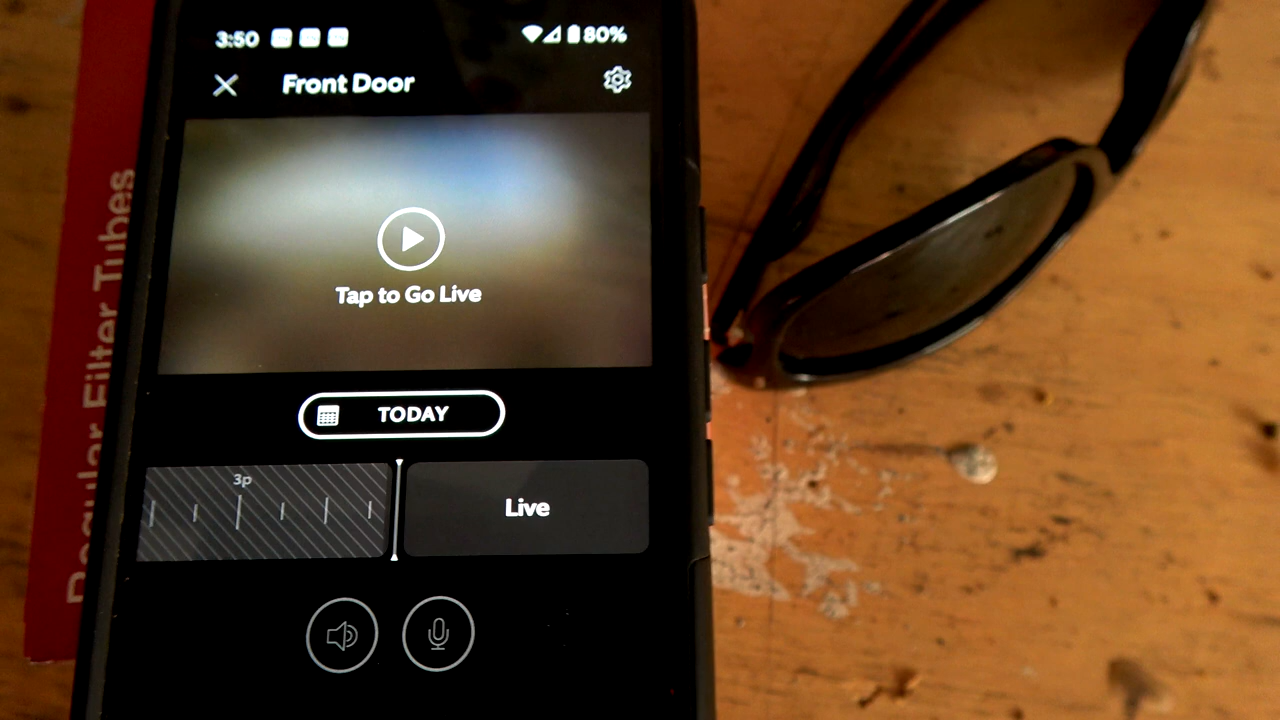 3:50 80%
Front Door
Tap to Go Live
TODAY
3p
Live
Regular Filter Tubes